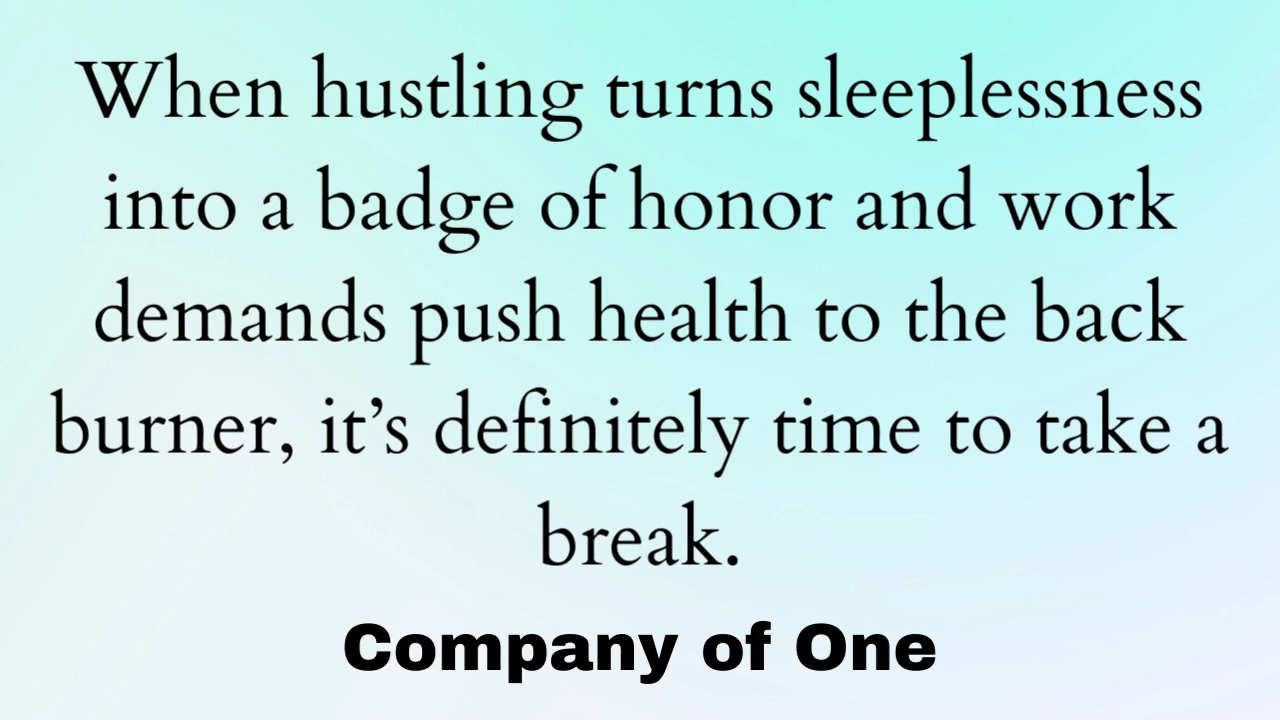 When hustling turns sleeplessness
into a badge of honor and work
demands push health to the back
burner, it’s definitely time to take a
break.
Company of One